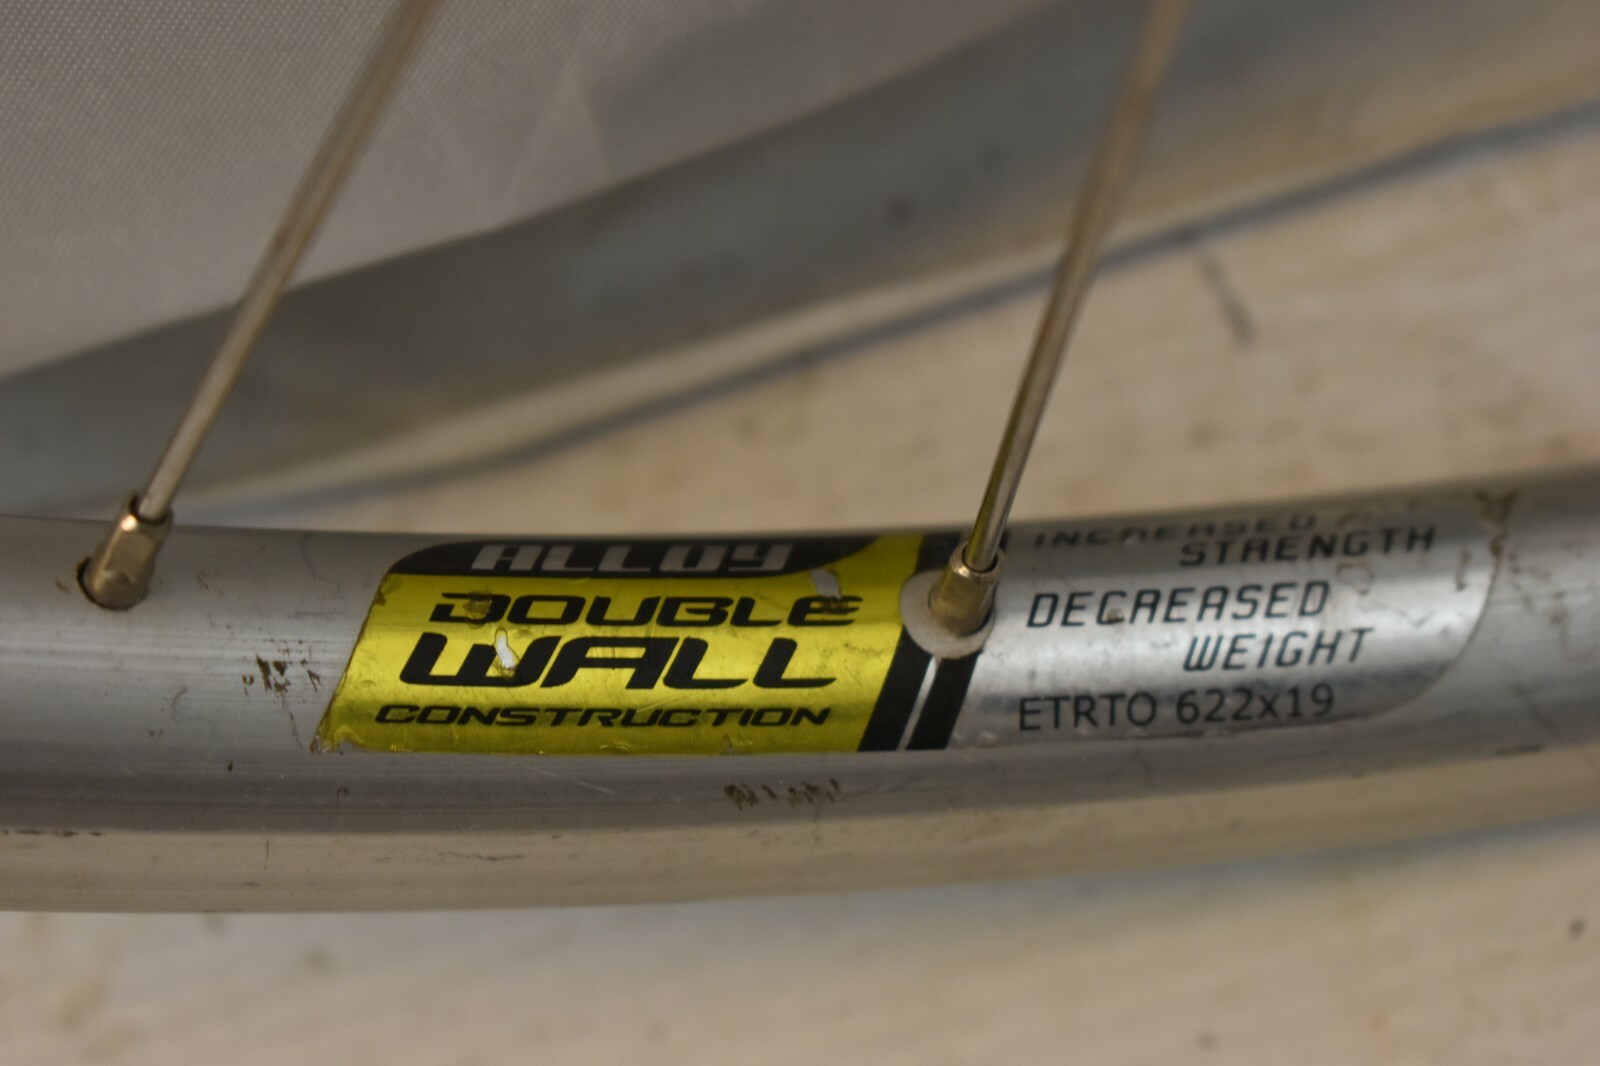 ALLOY
DOUBLE
WALL
CONSTRUCTION
INCREASED
STRENGTH
DECREASED
WEIGHT
ETRTO 622x19